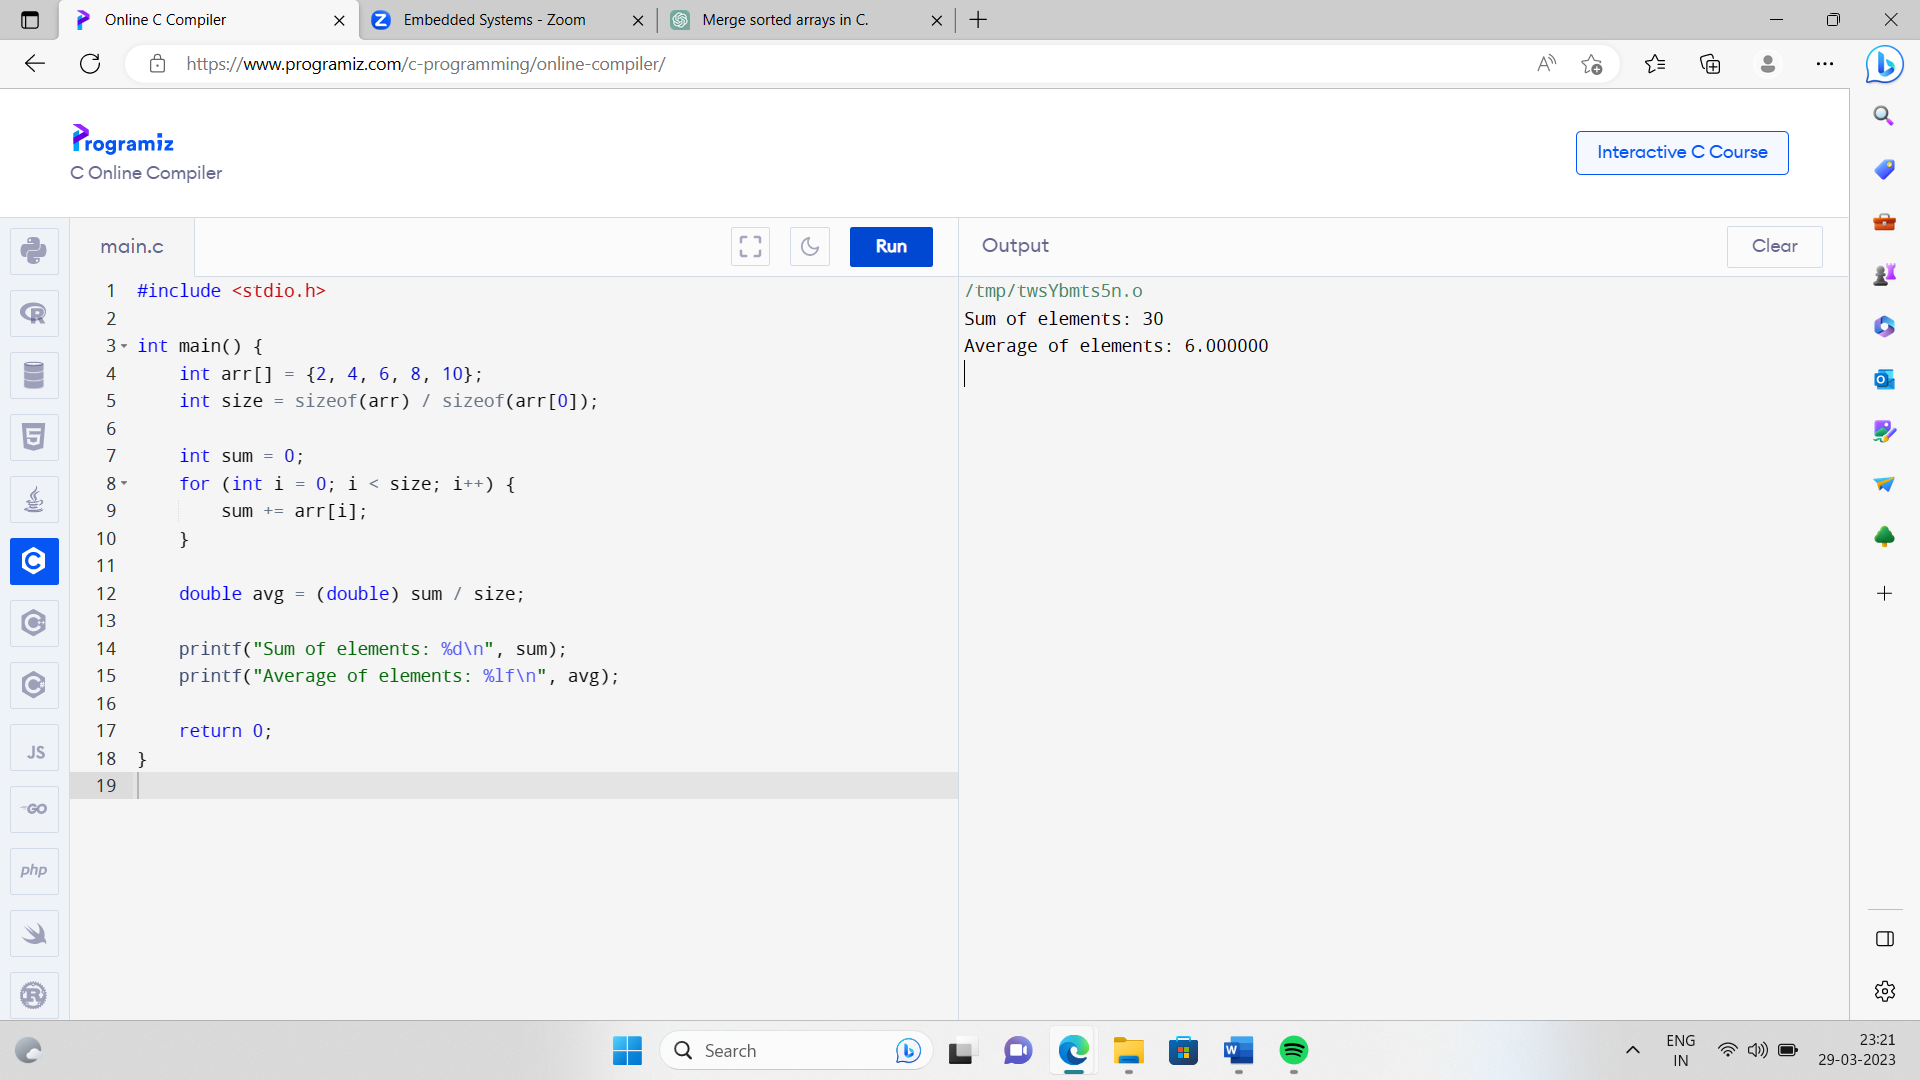 Online C Compiler
Embedded Systems - Zoom
Merge sorted arrays in C.
https://www.programiz.com/c-programming/online-compiler/
Programiz
C Online Compiler
Interactive C Course
main.c
Run
Output
Clear
1 #include <stdio.h>
2
3 int main() {
4 int arr[] = {2, 4, 6, 8, 10};
5 int size = sizeof(arr) / sizeof(arr[0]);
6
7 int sum = 0;
8 for (int i = 0; i < size; i++) {
9 sum += arr[i];
10 }
11
12 double avg = (double) sum / size;
13
14 printf("Sum of elements: %d\n", sum);
15 printf("Average of elements: %lf\n", avg);
16
17 return 0;
18 }
19
/tmp/twsYbmts5n.o
Sum of elements: 30
Average of elements: 6.000000
JS
GO
php
Search
ENG
IN
23:21
29-03-2023